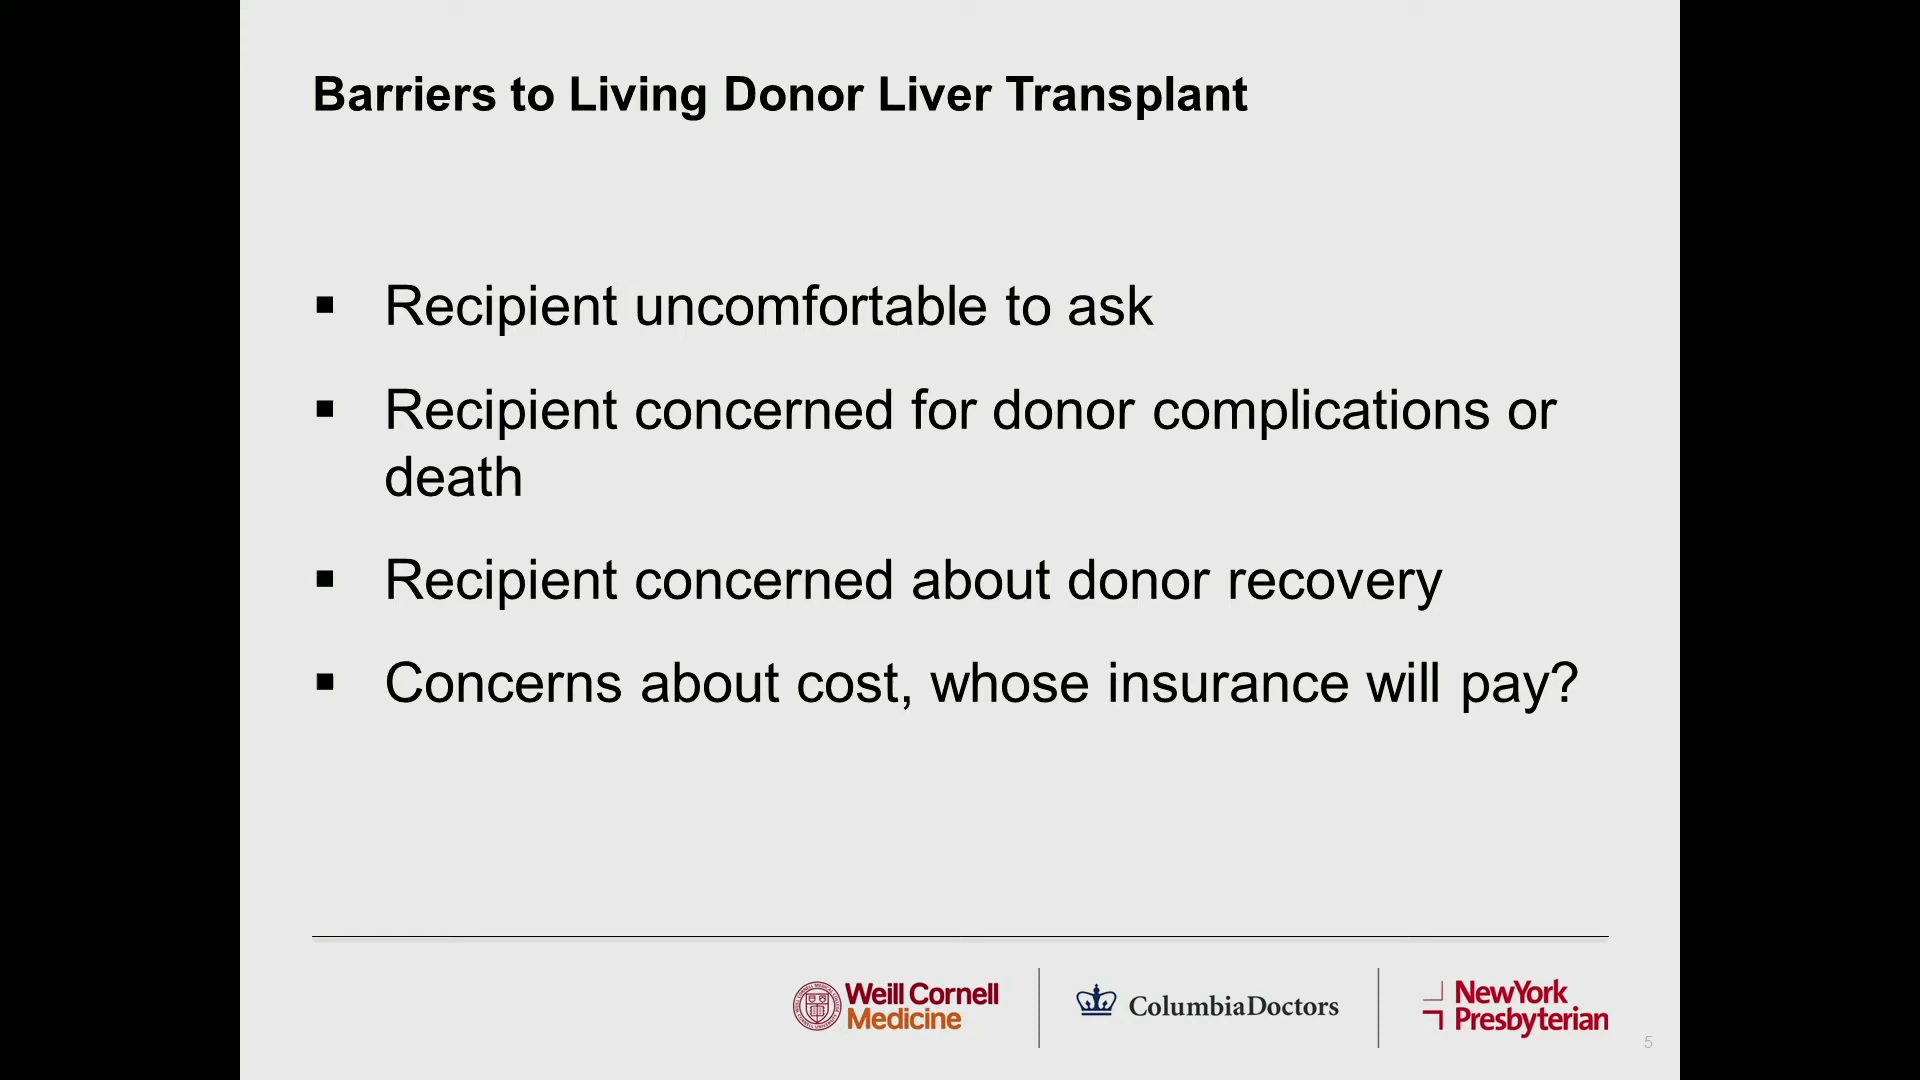 Barriers to Living Donor Liver Transplant
▪ Recipient uncomfortable to ask
▪ Recipient concerned for donor complications or
death
▪ Recipient concerned about donor recovery
▪ Concerns about cost, whose insurance will pay?
Weill Cornell
Medicine
ColumbiaDoctors
NewYork
Presbyterian
5